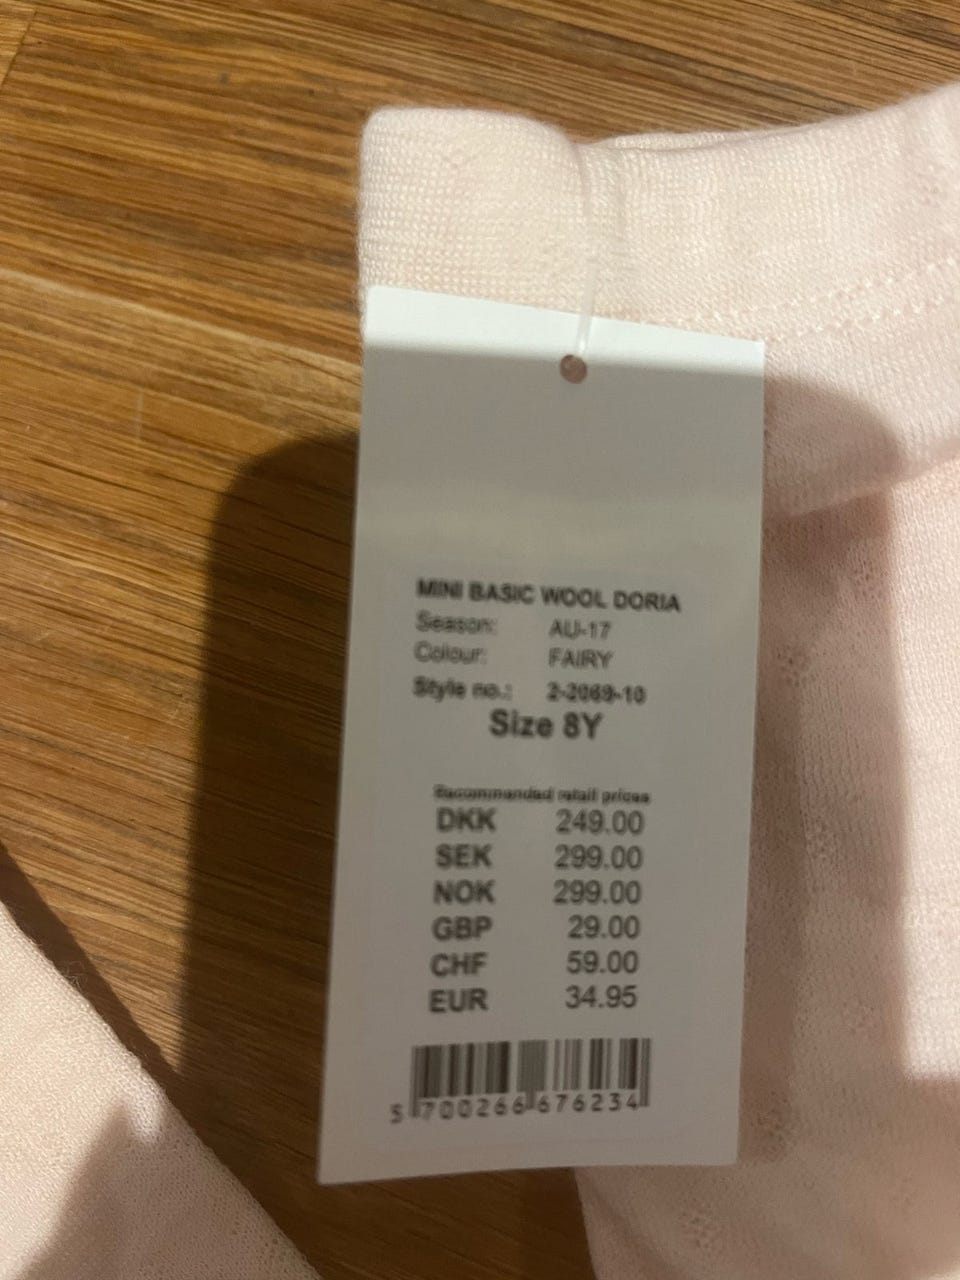 MINI BASIC WOOL DORIA
Season: AU-17
Colour: FAIRY
Style no.: 2-2069-10
Size 8Y
Recommended retail prices
DKK 249.00
SEK 299.00
NOK 299.00
GBP 29.00
CHF 59.00
EUR 34.95
5 700266 676234